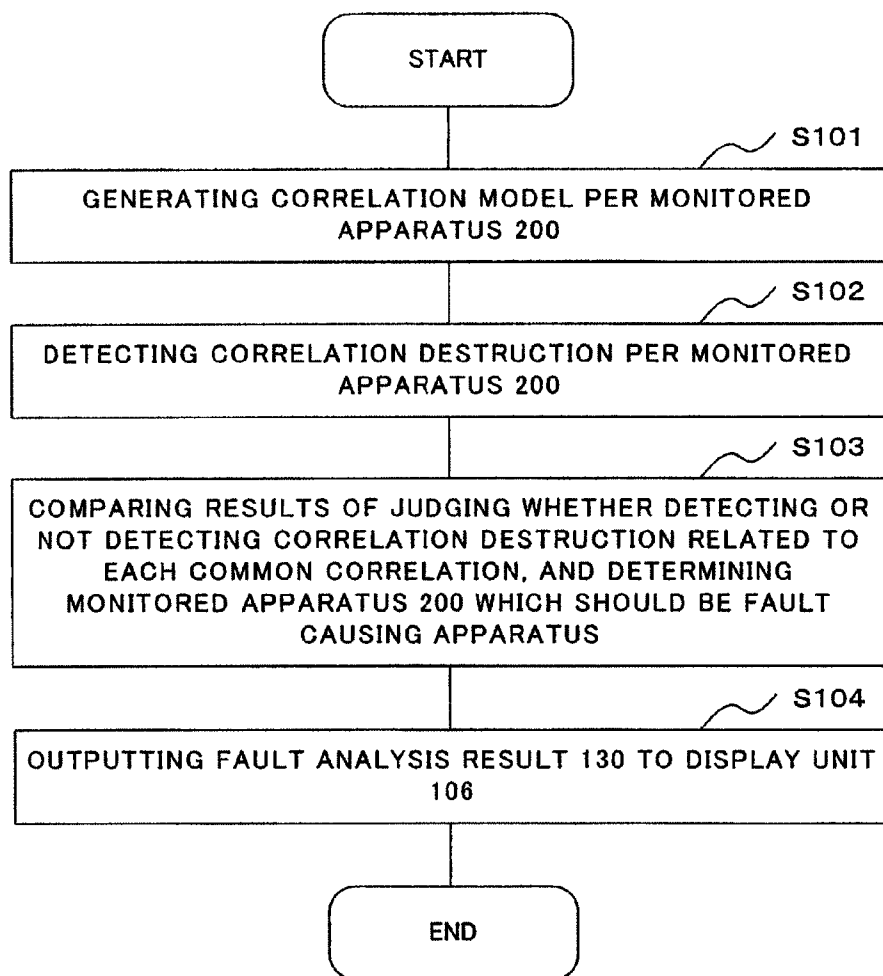 START
S101
GENERATING CORRELATION MODEL PER MONITORED
APPARATUS 200
S102
DETECTING CORRELATION DESTRUCTION PER MONITORED
APPARATUS 200
S103
COMPARING RESULTS OF JUDGING WHETHER DETECTING OR
NOT DETECTING CORRELATION DESTRUCTION RELATED TO
EACH COMMON CORRELATION, AND DETERMINING
MONITORED APPARATUS 200 WHICH SHOULD BE FAULT
CAUSING APPARATUS
S104
OUTPUTTING FAULT ANALYSIS RESULT 130 TO DISPLAY UNIT
106
END